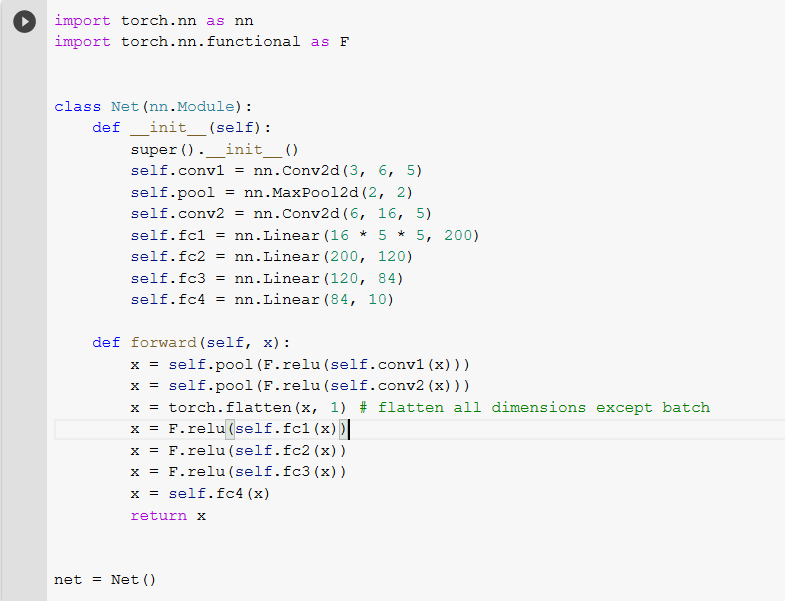 import torch.nn as nn
import torch.nn.functional as F
class Net(nn.Module):
    def __init__(self):
        super().__init__()
        self.conv1 = nn.Conv2d(3, 6, 5)
        self.pool = nn.MaxPool2d(2, 2)
        self.conv2 = nn.Conv2d(6, 16, 5)
        self.fc1 = nn.Linear(16 * 5 * 5, 200)
        self.fc2 = nn.Linear(200, 120)
        self.fc3 = nn.Linear(120, 84)
        self.fc4 = nn.Linear(84, 10)
    def forward(self, x):
        x = self.pool(F.relu(self.conv1(x)))
        x = self.pool(F.relu(self.conv2(x)))
        x = torch.flatten(x, 1) # flatten all dimensions except batch
        x = F.relu(self.fc1(x))
        x = F.relu(self.fc2(x))
        x = F.relu(self.fc3(x))
        x = self.fc4(x)
        return x
net = Net()